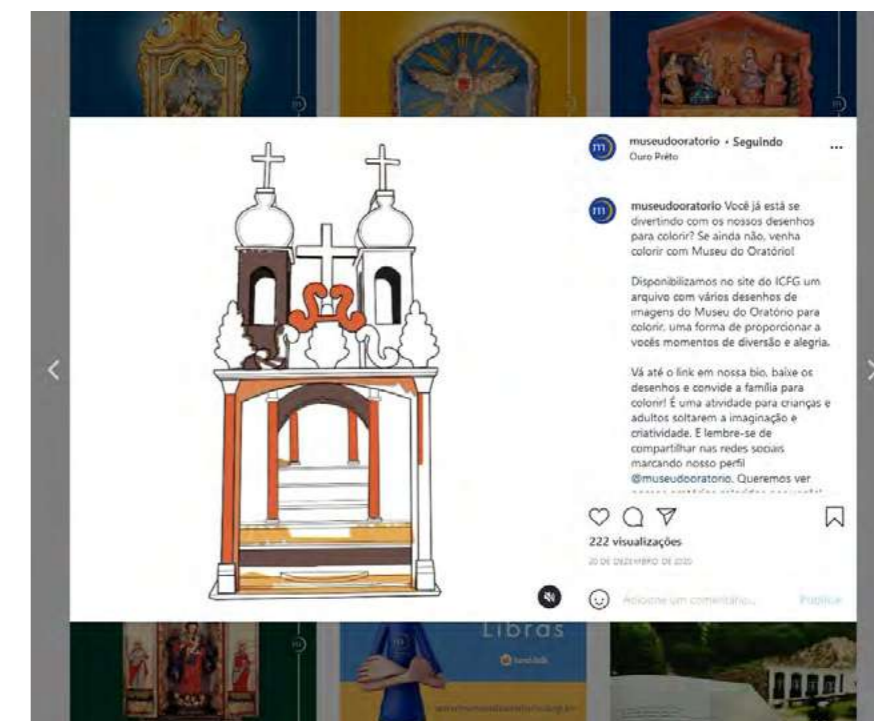 museudooratorio • Seguindo
Ouro Prêto
museudooratorio Você já está se
divertindo com os nossos desenhos
para colorir? Se ainda não, venha
colorir com Museu do Oratório!
Disponibilizamos no site do ICFG um
arquivo com vários desenhos de
imagens do Museu do Oratório para
colorir, uma forma de proporcionar a
vocês momentos de diversão e alegria.
Vá até o link em nossa bio, baixe os
desenhos e convide a família para
colorir! É uma atividade para crianças e
adultos soltarem a imaginação e
criatividade. E lembre-se de
compartilhar nas redes sociais
marcando nosso perfil
@museudooratorio. Queremos ver
222 visualizações
20 DE DEZEMBRO DE 2020
Adicione um comentário...
Publicar
Libras